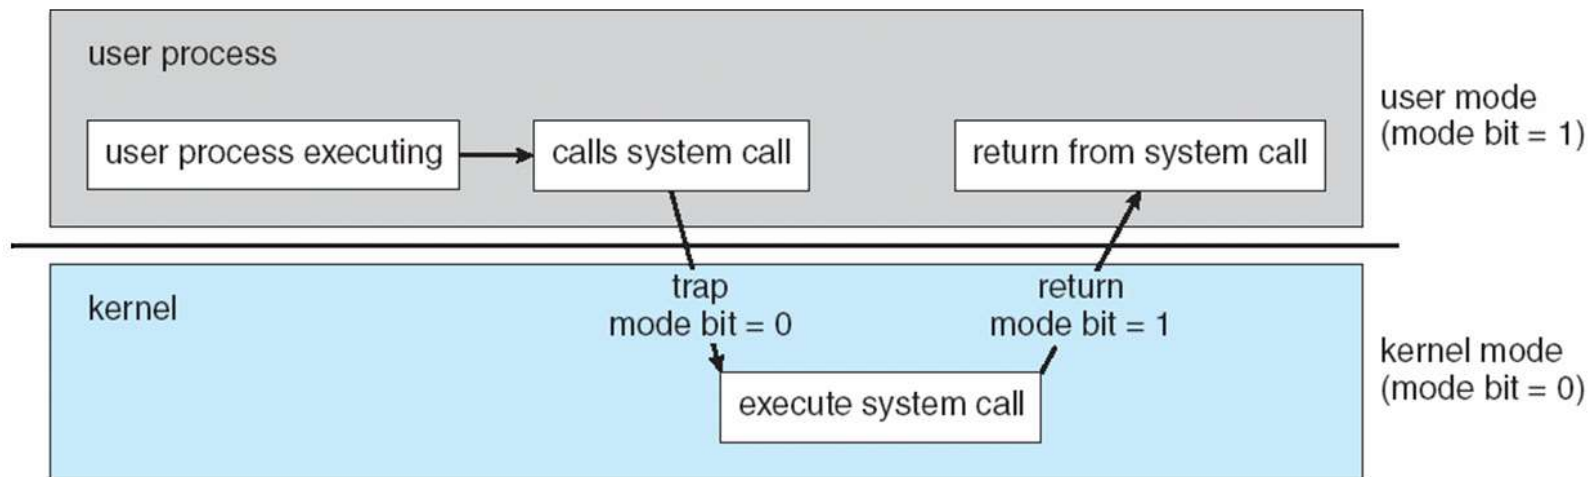 user process
user process executing
calls system call
return from system call
user mode
(mode bit = 1)
kernel
trap
mode bit = 0
return
mode bit = 1
execute system call
kernel mode
(mode bit = 0)